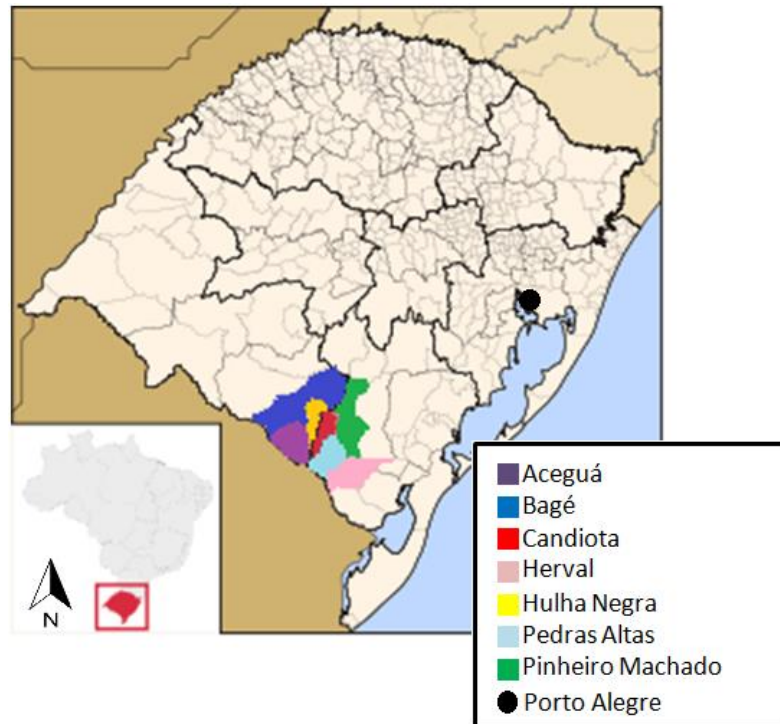 N
Aceguá
Bagé
Candiota
Herval
Hulha Negra
Pedras Altas
Pinheiro Machado
Porto Alegre